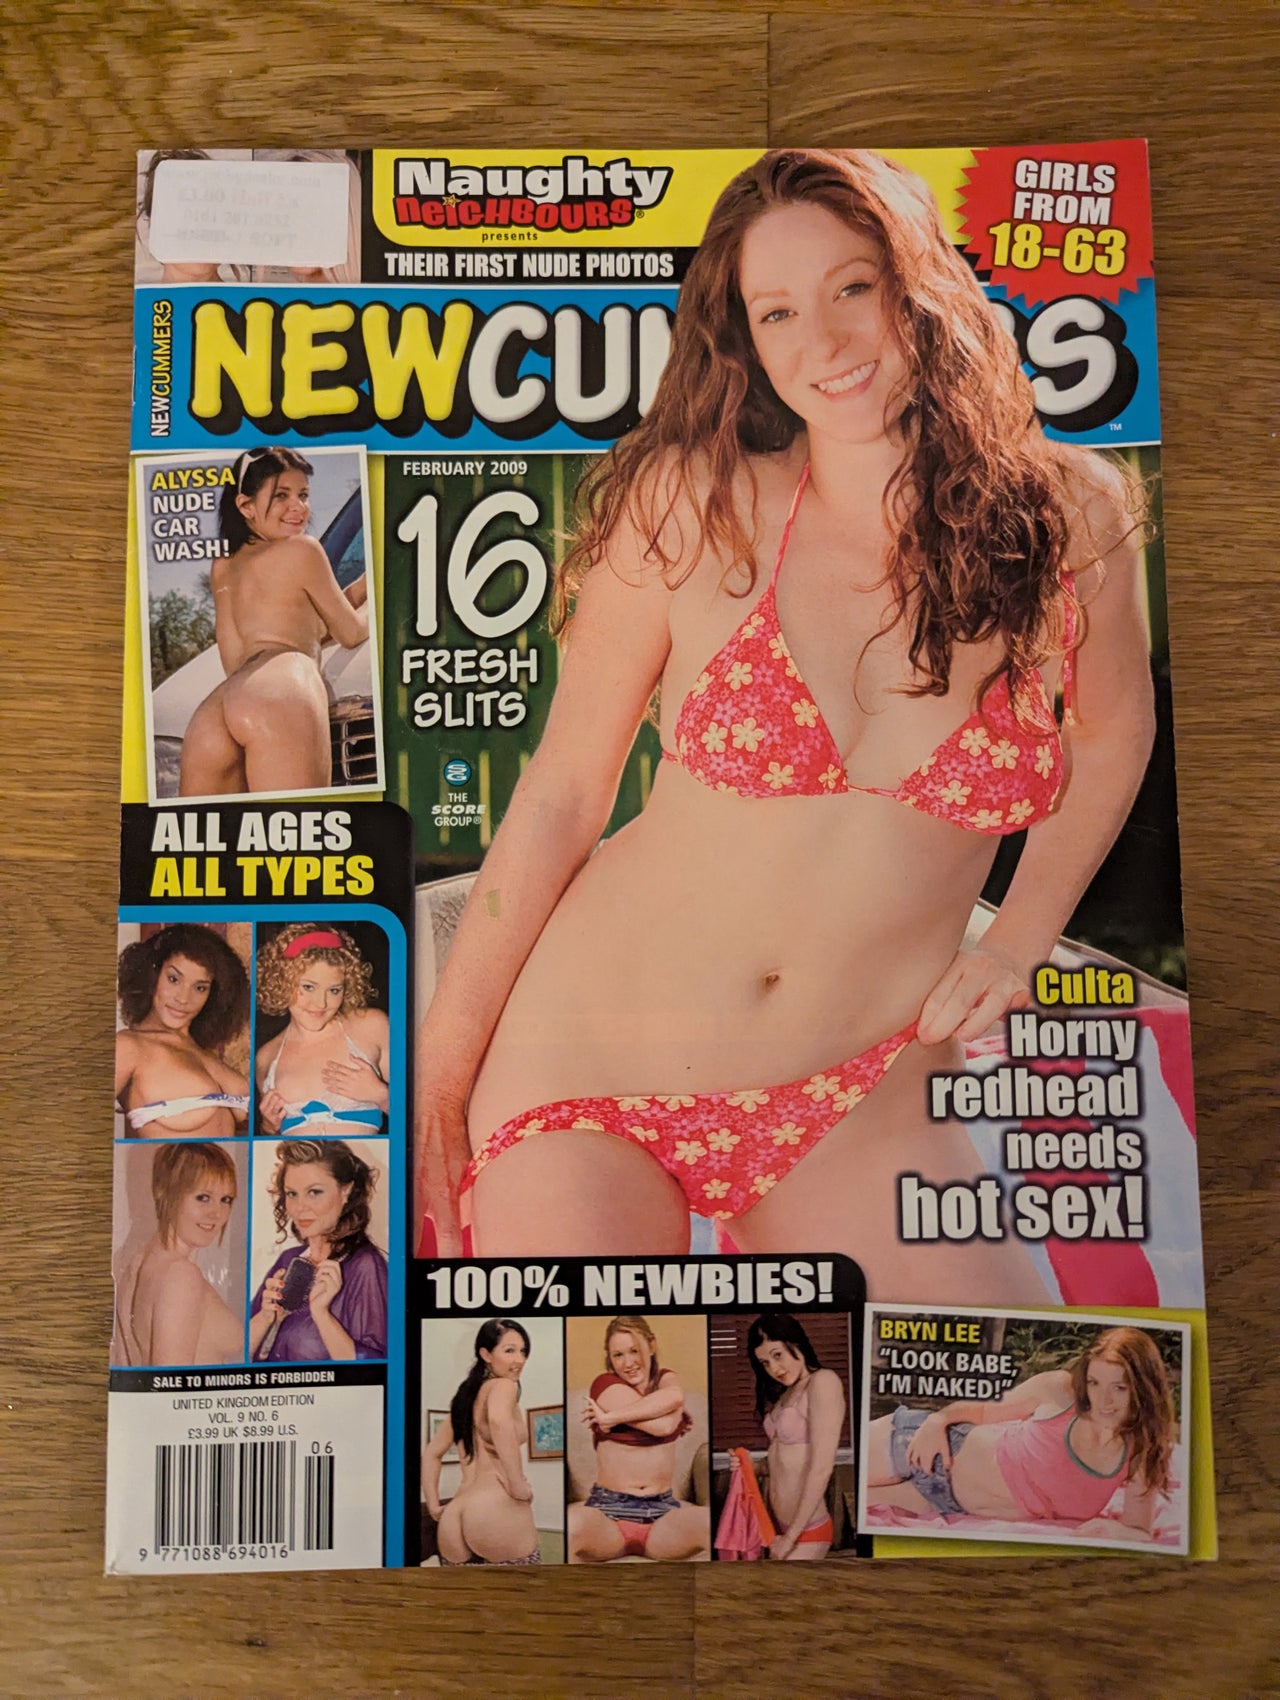 Naughty
NEIGHBOURS®
presents
THEIR FIRST NUDE PHOTOS
GIRLS
FROM
18-63
NEWCUMMERS
NEWCU S
™
FEBRUARY 2009
ALYSSA
NUDE
CAR
WASH!
16
FRESH
SLITS
SG
THE
SCORE
GROUP®
ALL AGES
ALL TYPES
Culta
Horny
redhead
needs
hot sex!
100% NEWBIES!
BRYN LEE
"LOOK BABE,
I'M NAKED!"
SALE TO MINORS IS FORBIDDEN
UNITED KINGDOM EDITION
VOL. 9 NO. 6
£3.99 UK $8.99 U.S.
06
9 771088 694016